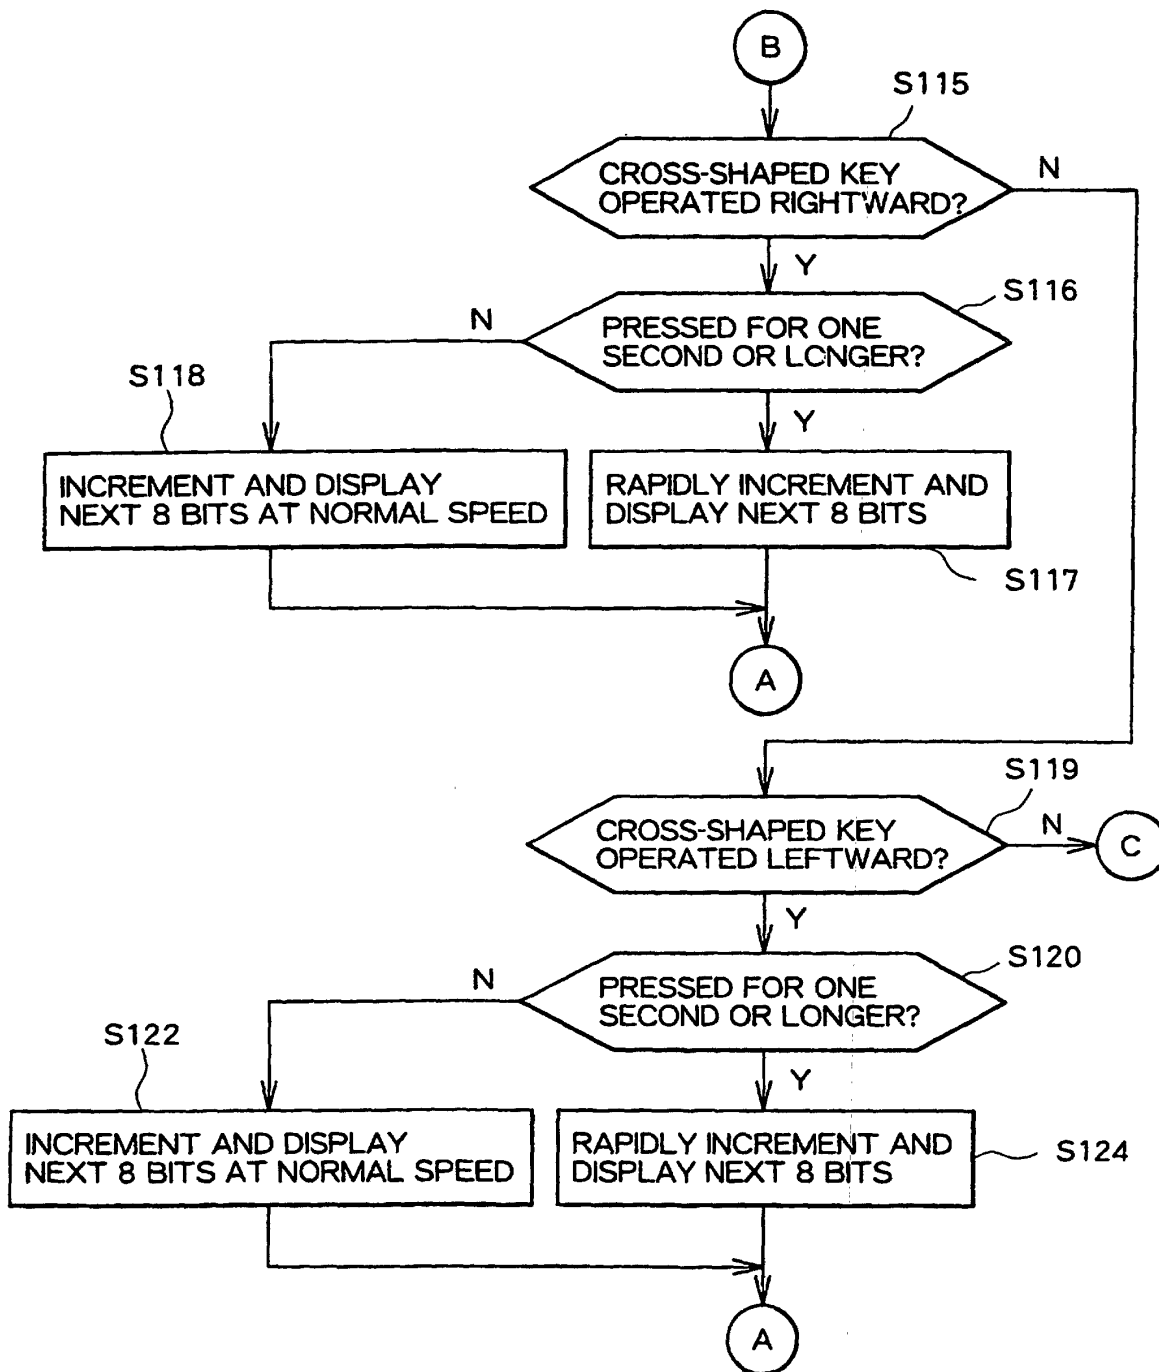 B
S115
CROSS-SHAPED KEY
OPERATED RIGHTWARD?
N
Y
S116
PRESSED FOR ONE
SECOND OR LONGER?
N
Y
S118
INCREMENT AND DISPLAY
NEXT 8 BITS AT NORMAL SPEED
RAPIDLY INCREMENT AND
DISPLAY NEXT 8 BITS
S117
A
S119
CROSS-SHAPED KEY
OPERATED LEFTWARD?
N
C
Y
S120
PRESSED FOR ONE
SECOND OR LONGER?
N
Y
S122
INCREMENT AND DISPLAY
NEXT 8 BITS AT NORMAL SPEED
RAPIDLY INCREMENT AND
DISPLAY NEXT 8 BITS
S124
A